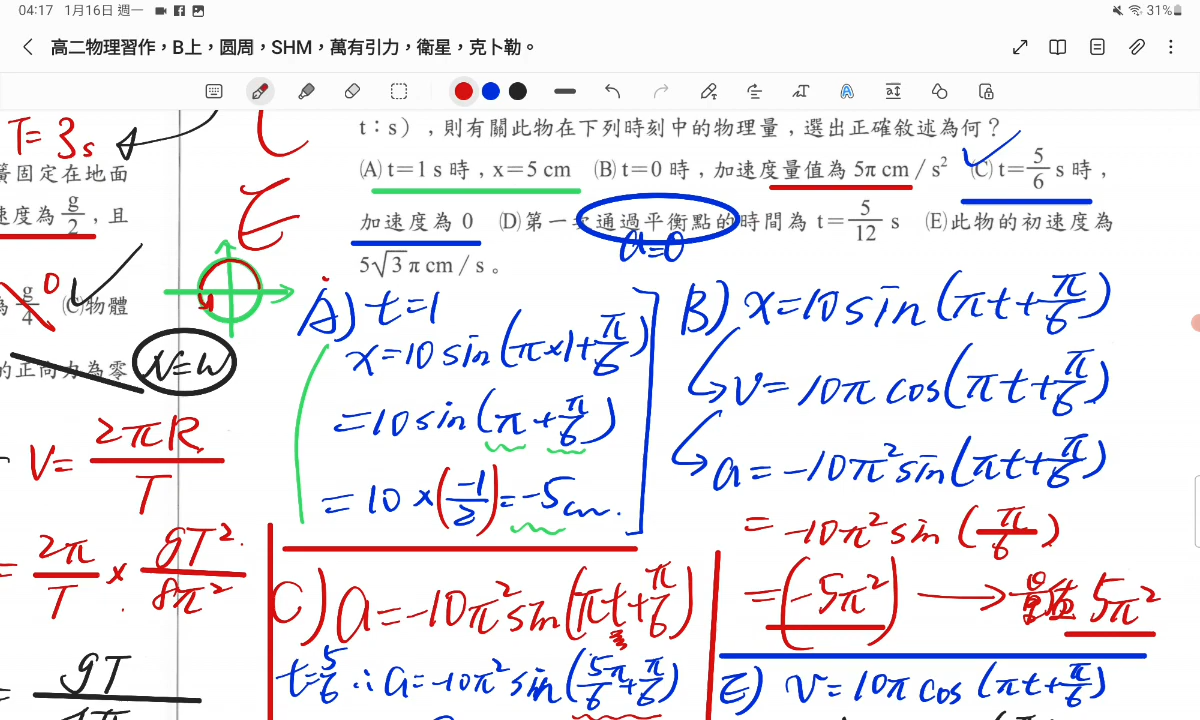 04:17 1月16日 週一
31%
高二物理習作，B上，圓周，SHM，萬有引力，衛星，克卜勒。
T=3s
簧固定在地面
速度為 g/2，且
為 g/4 (C)物體
0
的正向力為零
N=W
V= 2πR/T
= 2π/T × gT²/8π²
= gT
E
t：s），則有關此物在下列時刻中的物理量，選出正確敘述為何？
(A) t=1 s 時，x=5 cm (B) t=0 時，加速度量值為 5π cm/s² (C) t=5/6 s 時，
加速度為 0 (D)第一次通過平衡點的時間為 t=5/12 s (E)此物的初速度為
a=0
5√3 π cm/s。
A) t=1
x=10 sin(π×1+π/6)
=10 sin(π+π/6)
=10×(-1/2)=-5cm.
B) x=10 sin(πt+π/6)
v=10π cos(πt+π/6)
a=-10π² sin(πt+π/6)
=-10π² sin(π/6)
=(-5π²) → 量值 5π²
C) a=-10π² sin(πt+π/6)
t=5/6 ∴a=-10π² sin(5π/6+π/6)
E) v=10π cos(πt+π/6)